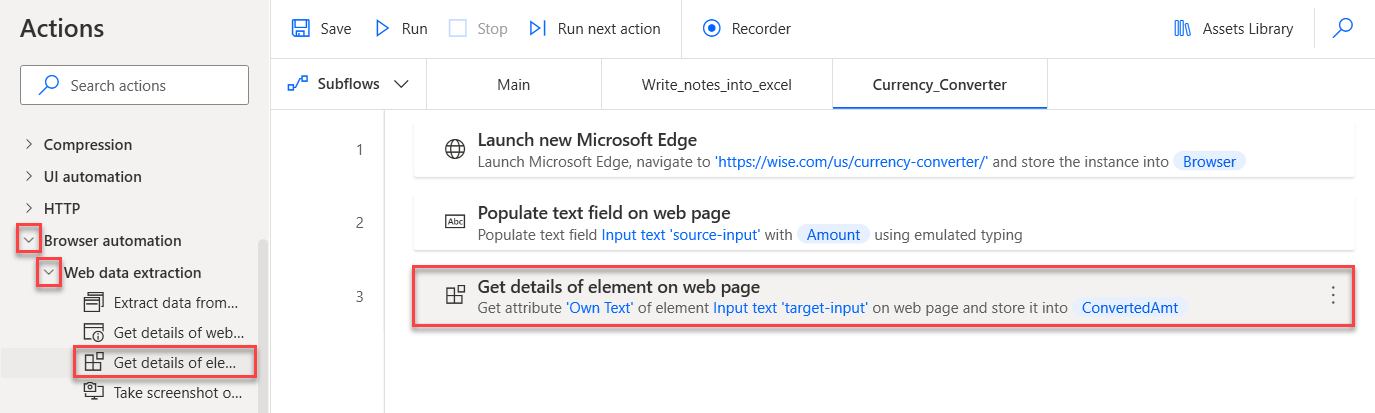 Actions
Search actions
Compression
UI automation
HTTP
Browser automation
Web data extraction
Extract data from...
Get details of web...
Get details of ele...
Take screenshot o...
Save Run Stop Run next action Recorder Assets Library
Subflows Main Write_notes_into_excel Currency_Converter
1 Launch new Microsoft Edge
Launch Microsoft Edge, navigate to 'https://wise.com/us/currency-converter/' and store the instance into Browser
2 Abc Populate text field on web page
Populate text field Input text 'source-input' with Amount using emulated typing
3 Get details of element on web page
Get attribute 'Own Text' of element Input text 'target-input' on web page and store it into ConvertedAmt